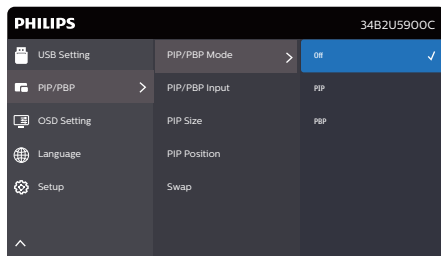 PHILIPS
34B2U5900C
USB Setting
PIP/PBP
OSD Setting
Language
Setup
PIP/PBP Mode
PIP/PBP Input
PIP Size
PIP Position
Swap
Off
PIP
PBP